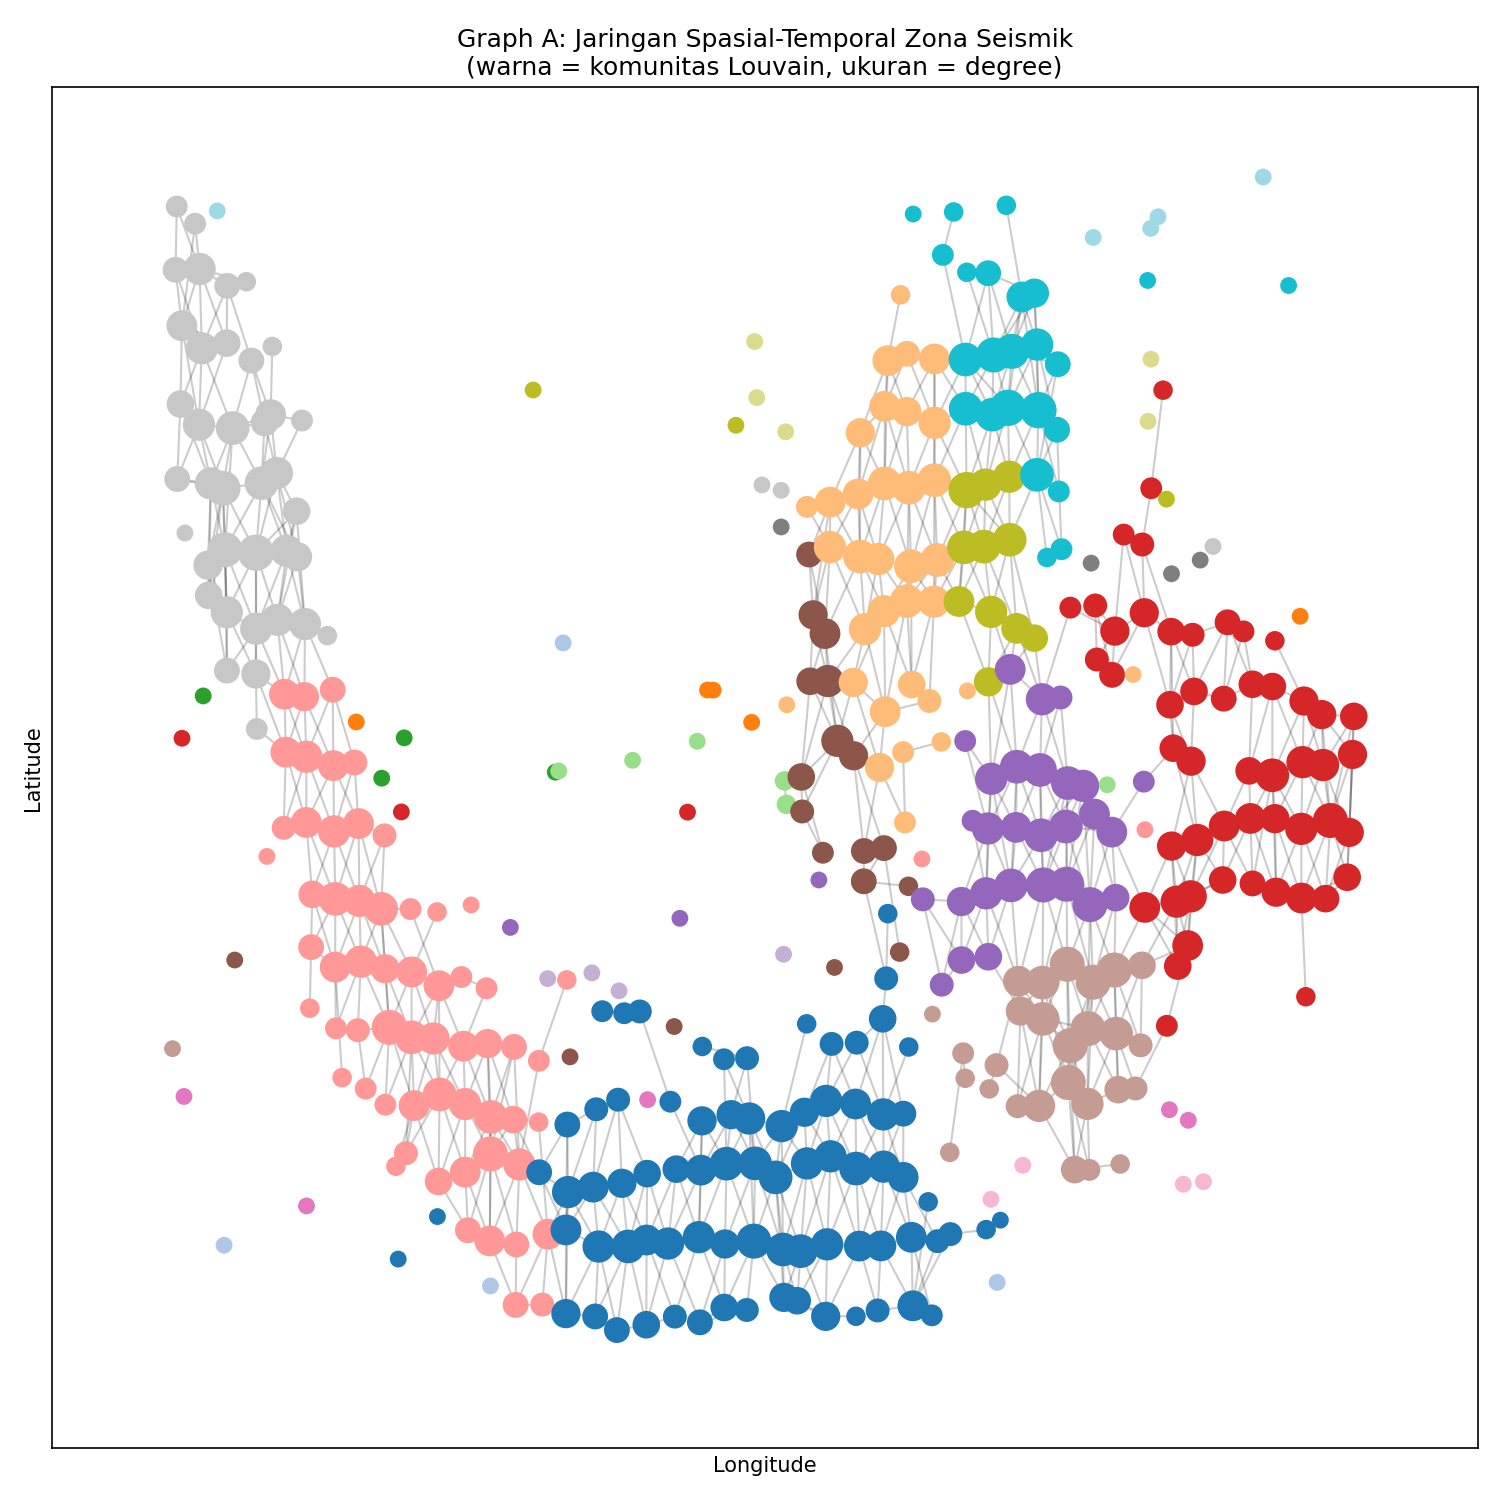 Graph A: Jaringan Spasial-Temporal Zona Seismik
(warna = komunitas Louvain, ukuran = degree)
Latitude
Longitude